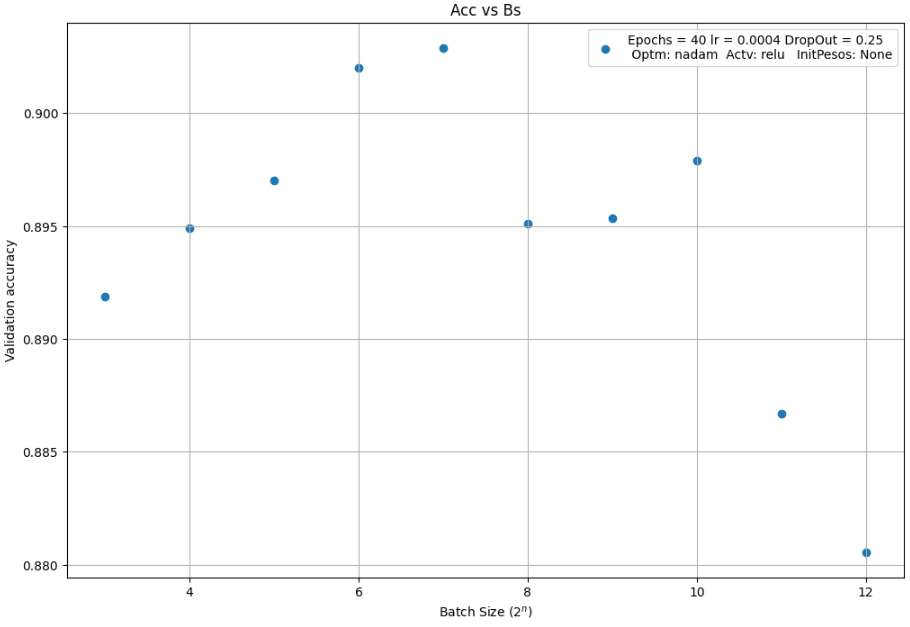 Acc vs Bs
Epochs = 40 lr = 0.0004 DropOut = 0.25
Optm: nadam Actv: relu InitPesos: None
Validation accuracy
0.900
0.895
0.890
0.885
0.880
4 6 8 10 12
Batch Size (2ⁿ)